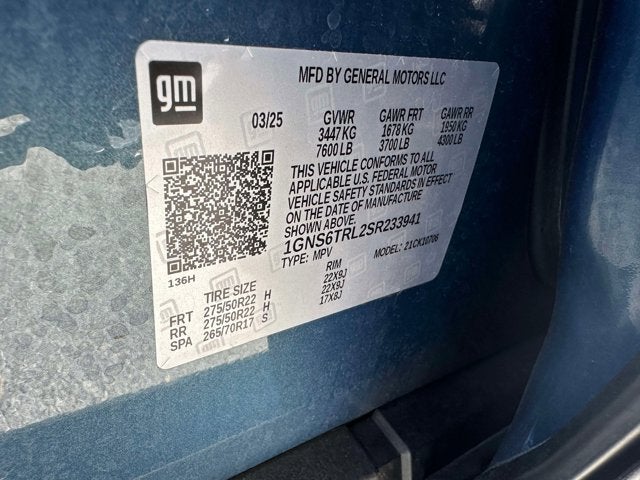 gm
MFD BY GENERAL MOTORS LLC
03/25 GVWR GAWR FRT GAWR RR
3447 KG 1678 KG 1950 KG
7600 LB 3700 LB 4300 LB
THIS VEHICLE CONFORMS TO ALL
APPLICABLE U.S. FEDERAL MOTOR
VEHICLE SAFETY STANDARDS IN EFFECT
ON THE DATE OF MANUFACTURE
SHOWN ABOVE.
1GNS6TRL2SR233941
TYPE: MPV MODEL: 21CK10706
136H
TIRE SIZE RIM
FRT 275/50R22 H 22X9J
RR 275/50R22 H 22X9J
SPA 265/70R17 S 17X8J